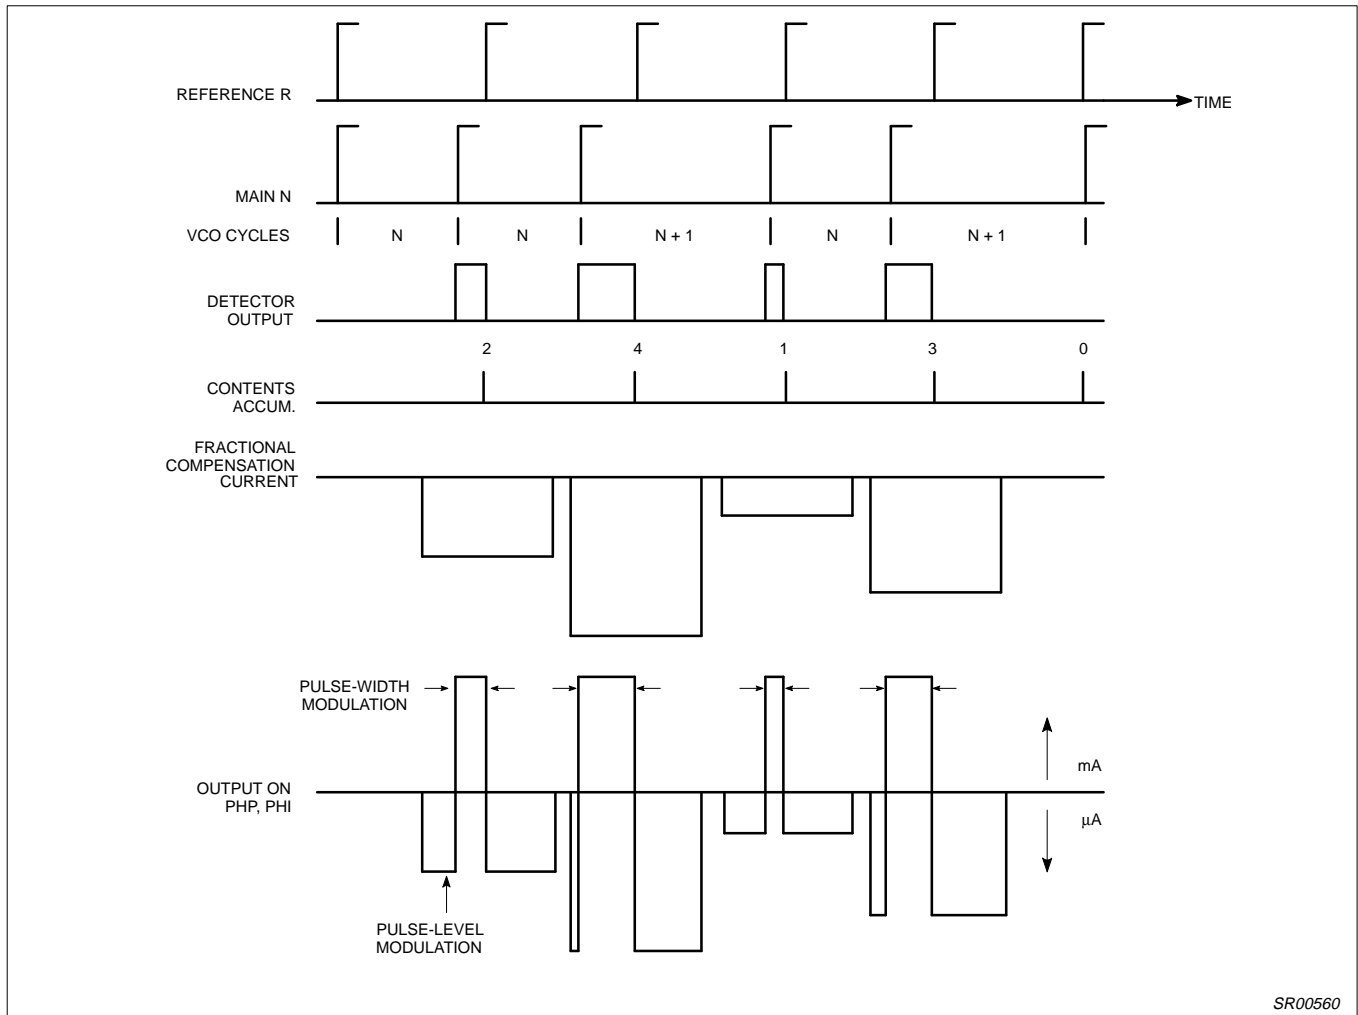 REFERENCE R
TIME
MAIN N
VCO CYCLES
N
N
N + 1
N
N + 1
DETECTOR
OUTPUT
2
4
1
3
0
CONTENTS
ACCUM.
FRACTIONAL
COMPENSATION
CURRENT
PULSE-WIDTH
MODULATION
OUTPUT ON
PHP, PHI
mA
μA
PULSE-LEVEL
MODULATION
SR00560